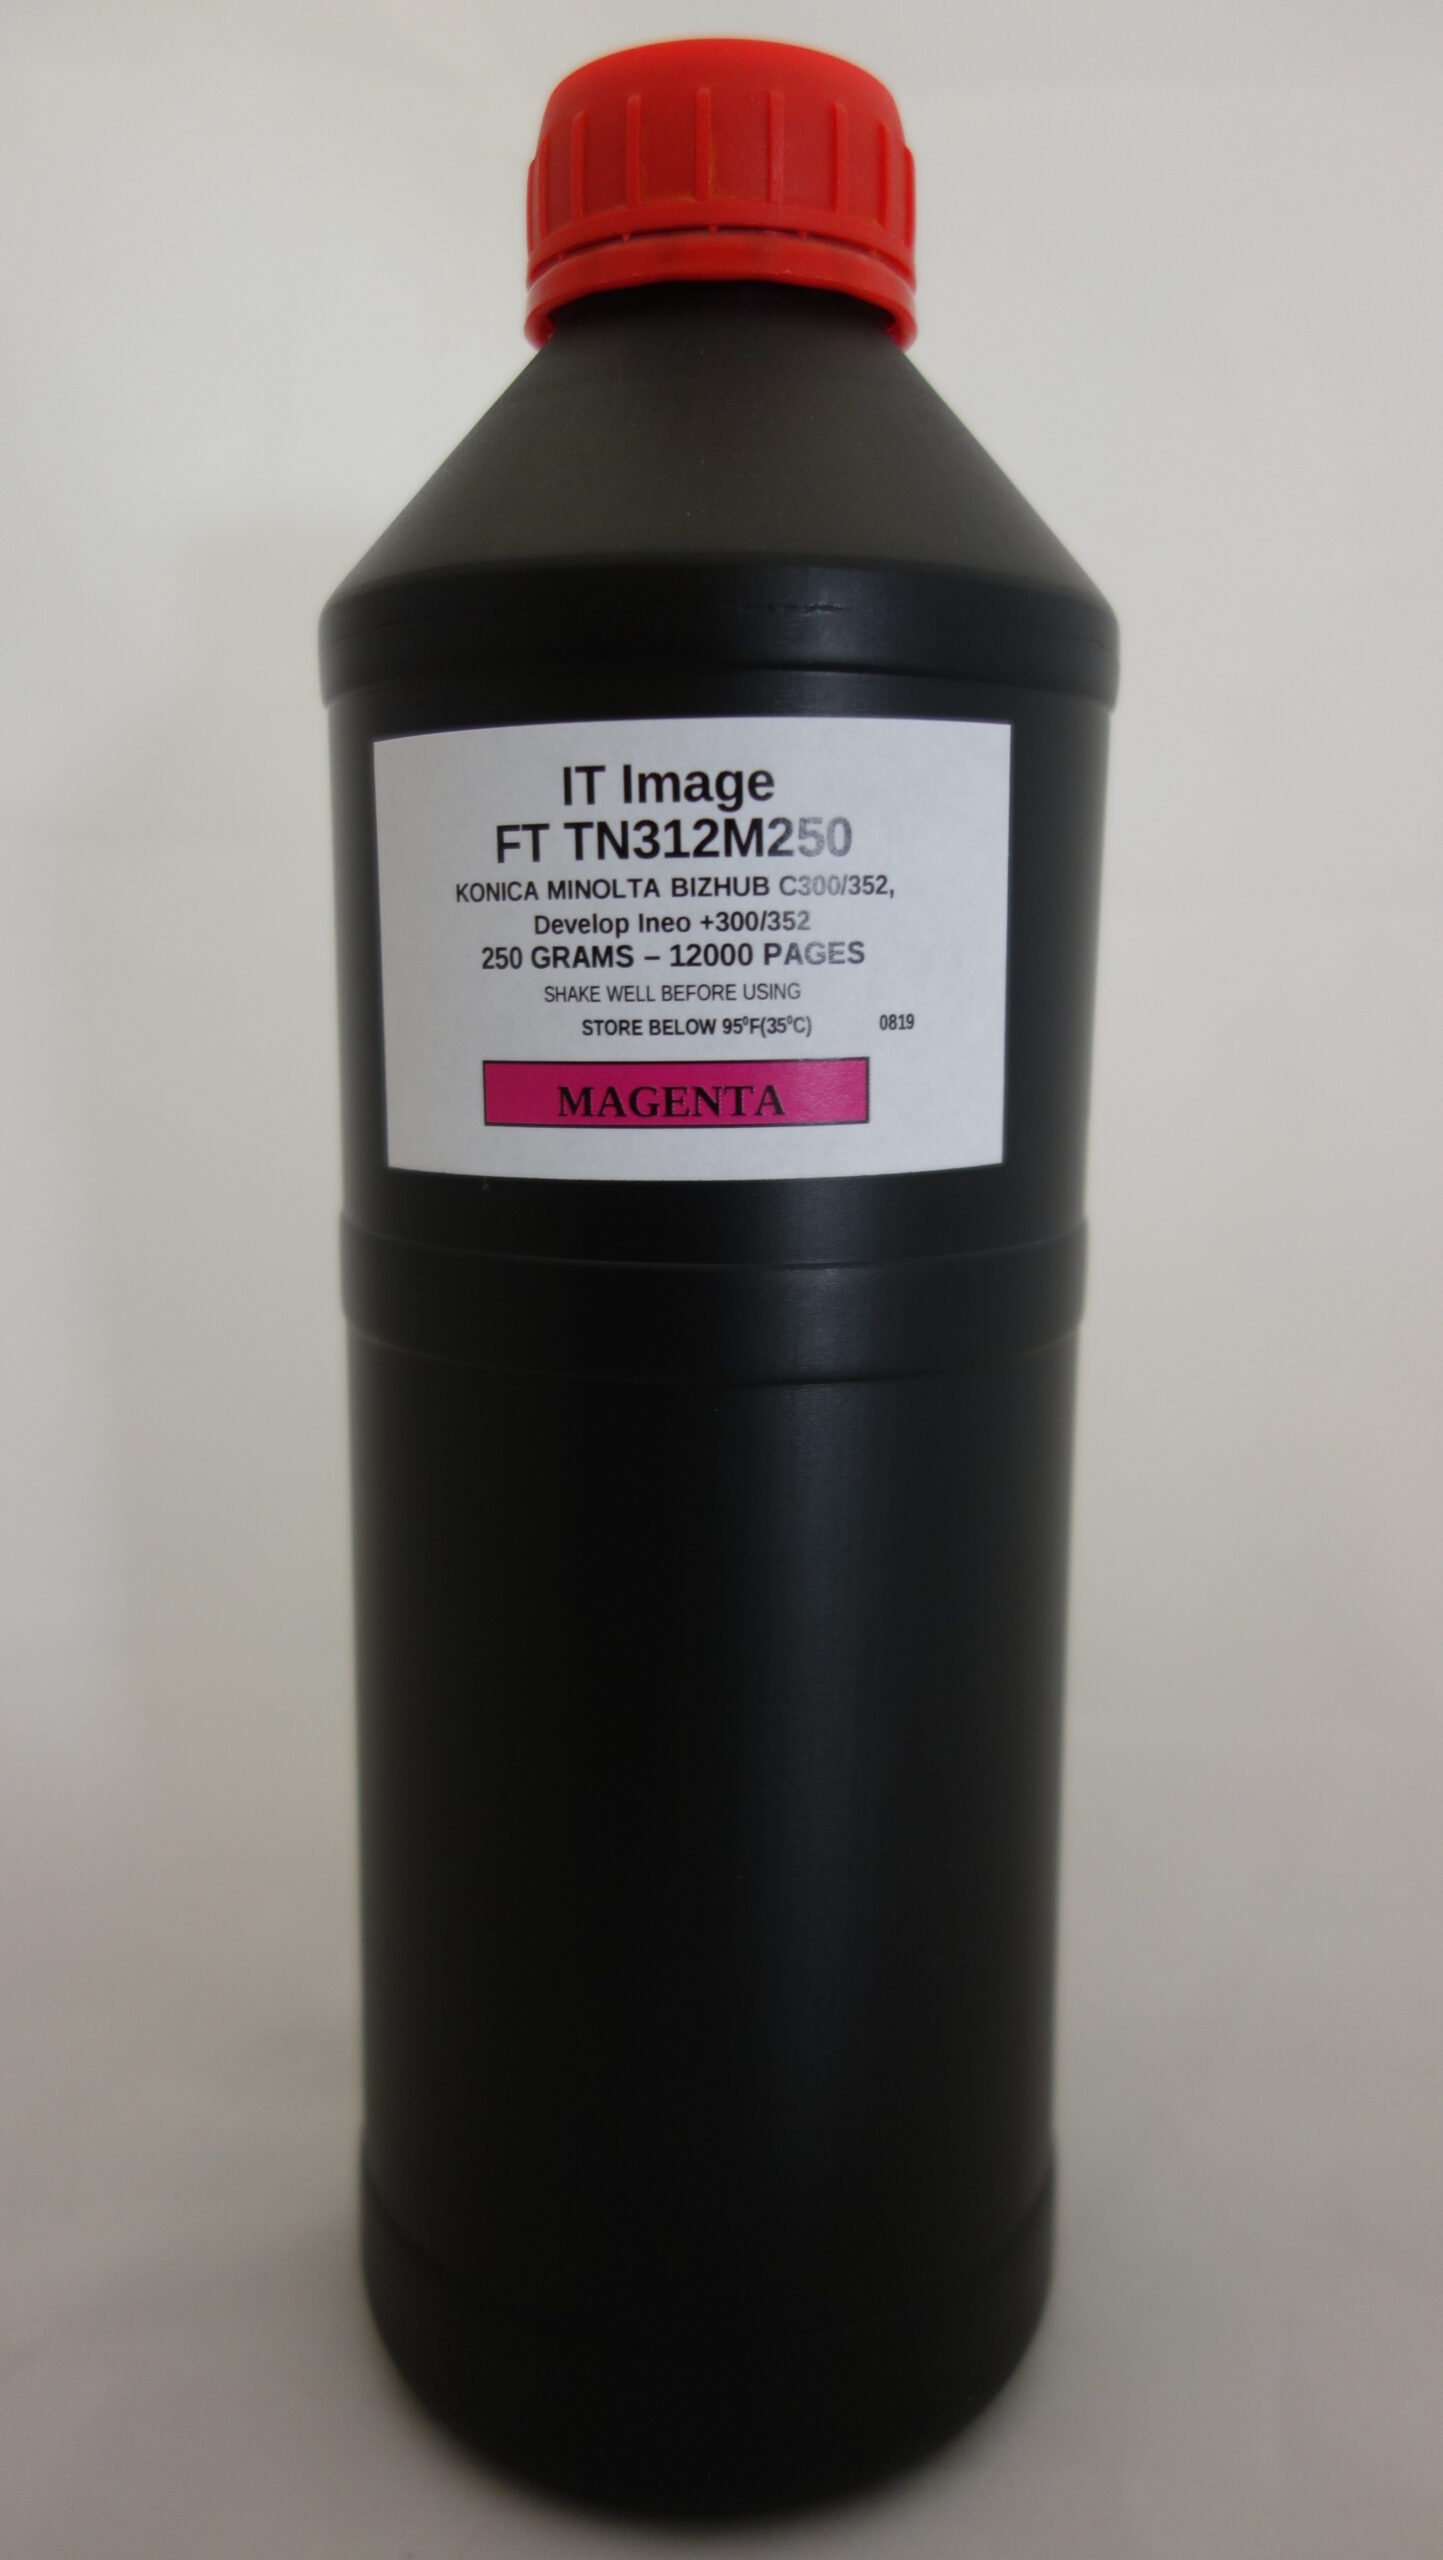 IT Image
FT TN312M250
KONICA MINOLTA BIZHUB C300/352,
Develop Ineo +300/352
250 GRAMS – 12000 PAGES
SHAKE WELL BEFORE USING
STORE BELOW 95⁰F(35⁰C) 0819
MAGENTA